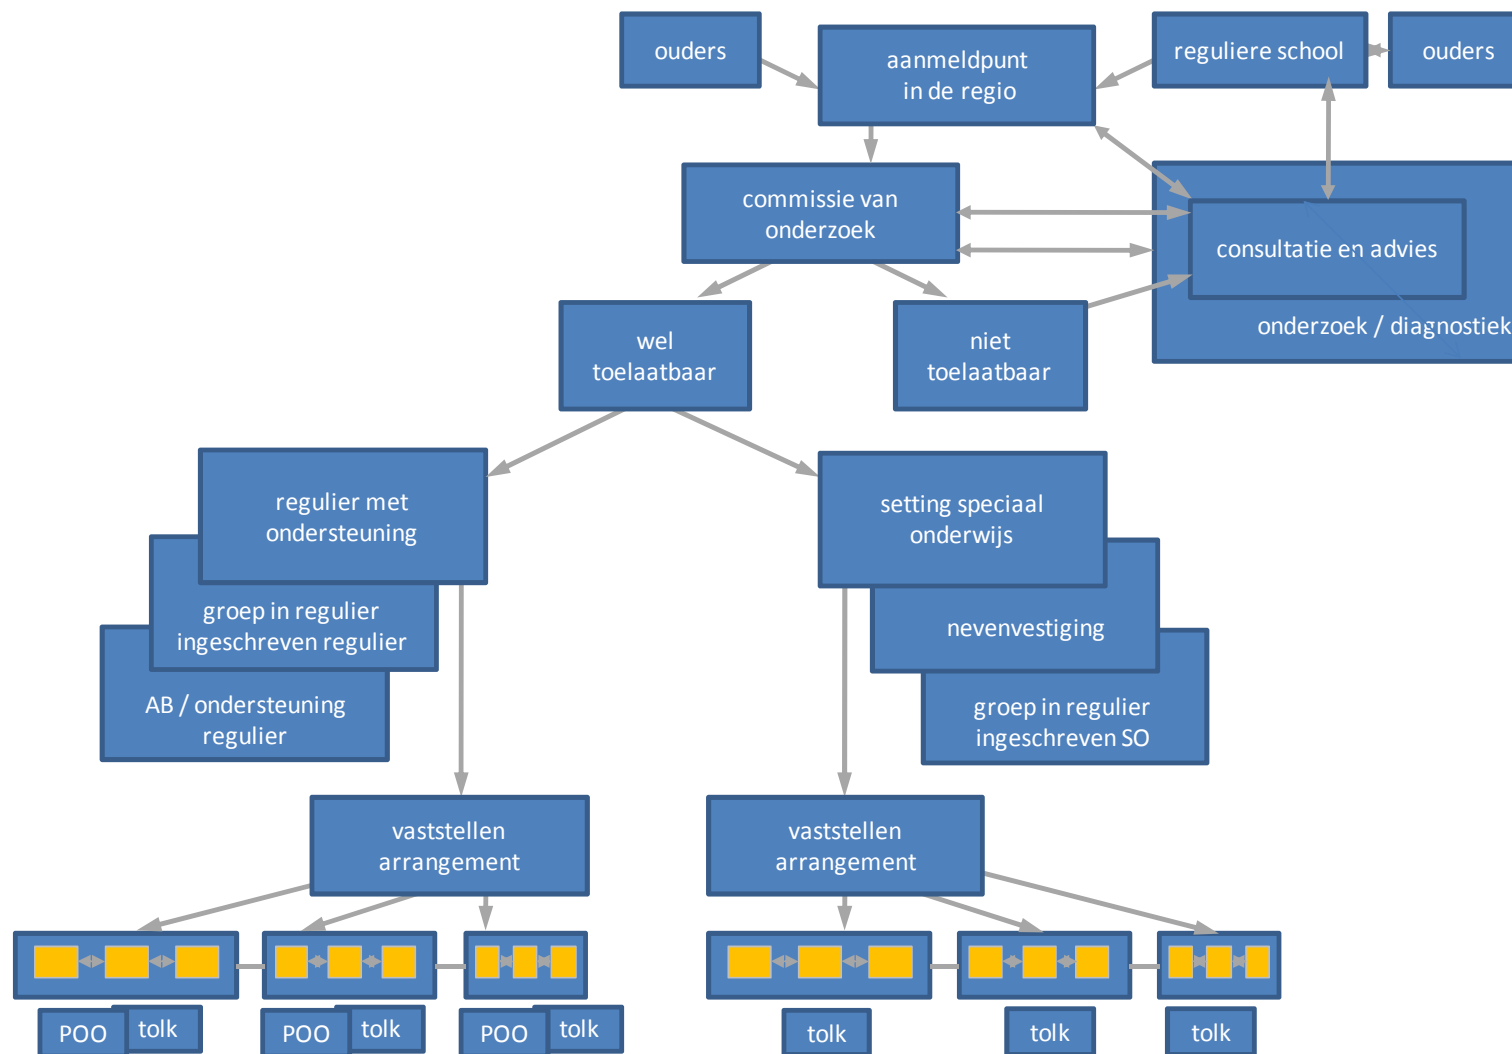 ouders
aanmeldpunt
in de regio
reguliere school
ouders
commissie van
onderzoek
consultatie en advies
onderzoek / diagnostiek
wel
toelaatbaar
niet
toelaatbaar
regulier met
ondersteuning
setting speciaal
onderwijs
groep in regulier
ingeschreven regulier
nevenvestiging
AB / ondersteuning
regulier
groep in regulier
ingeschreven SO
vaststellen
arrangement
vaststellen
arrangement
POO
tolk
POO
tolk
POO
tolk
tolk
tolk
tolk